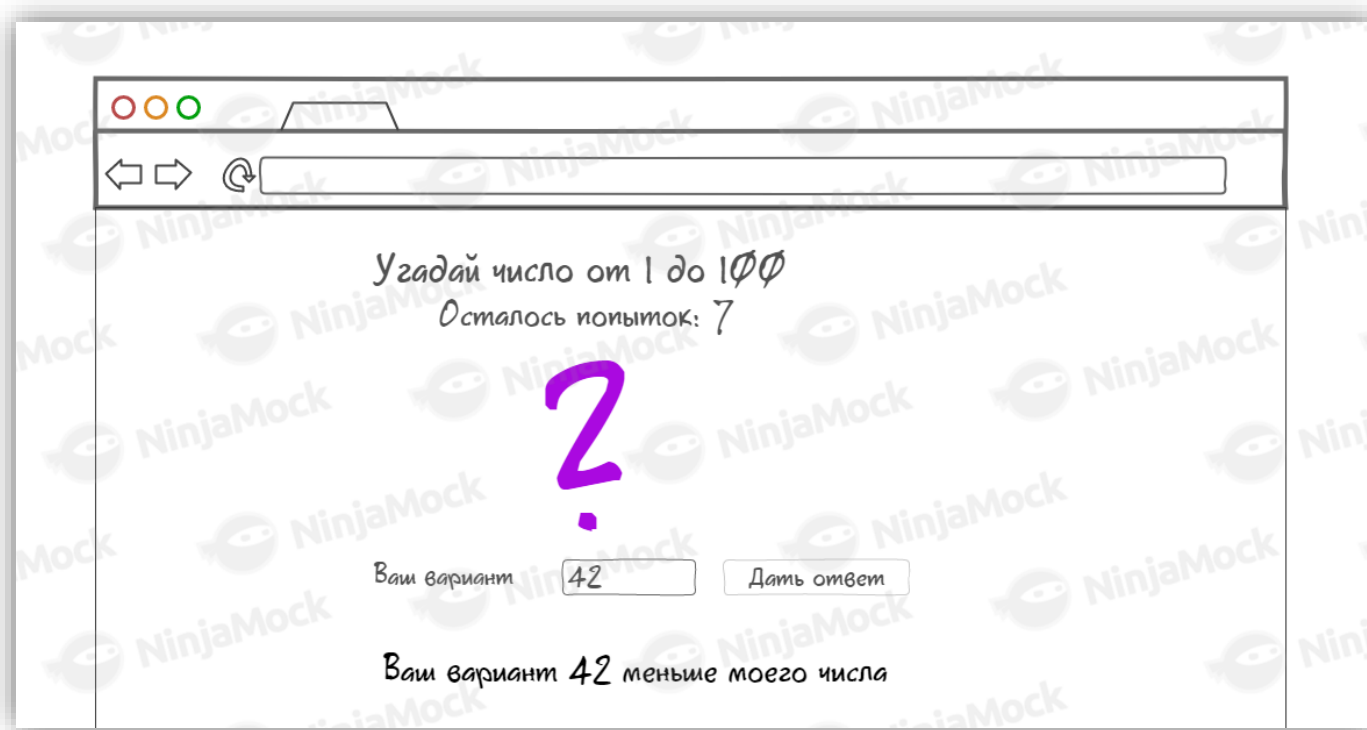 Угадай число от 1 до 100
Осталось попыток: 7
?
Ваш вариант 42 Дать ответ
Ваш вариант 42 меньше моего числа
NinjaMock